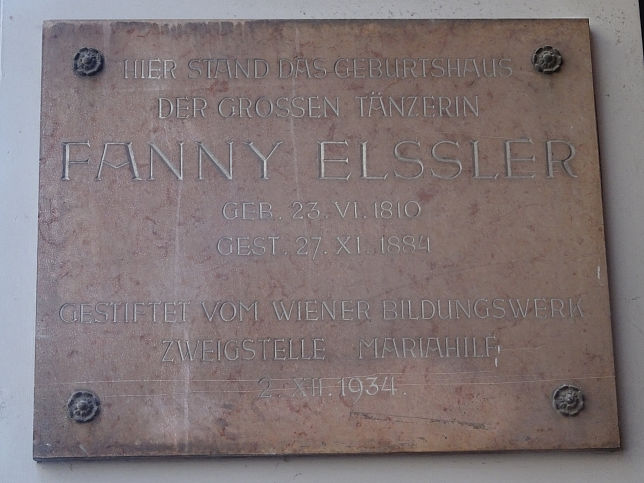 HIER STAND DAS GEBURTSHAUS
DER GROSSEN TÄNZERIN
FANNY ELSSLER
GEB. 23. VI. 1810
GEST. 27. XI. 1884
GESTIFTET VOM WIENER BILDUNGSWERK
ZWEIGSTELLE MARIAHILF
2. XII. 1934.